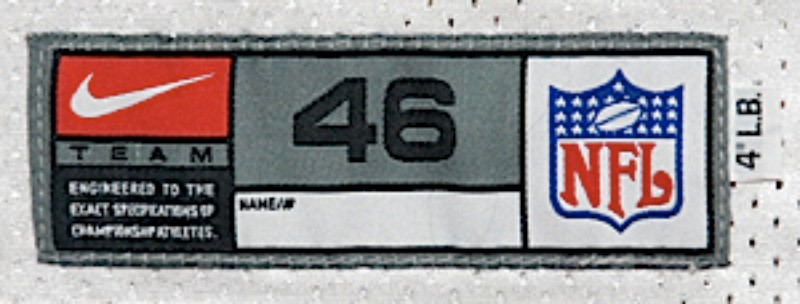 TEAM
ENGINEERED TO THE
EXACT SPECIFICATIONS OF
CHAMPIONSHIP ATHLETES.
46
NAME/#
NFL
4" L.B.